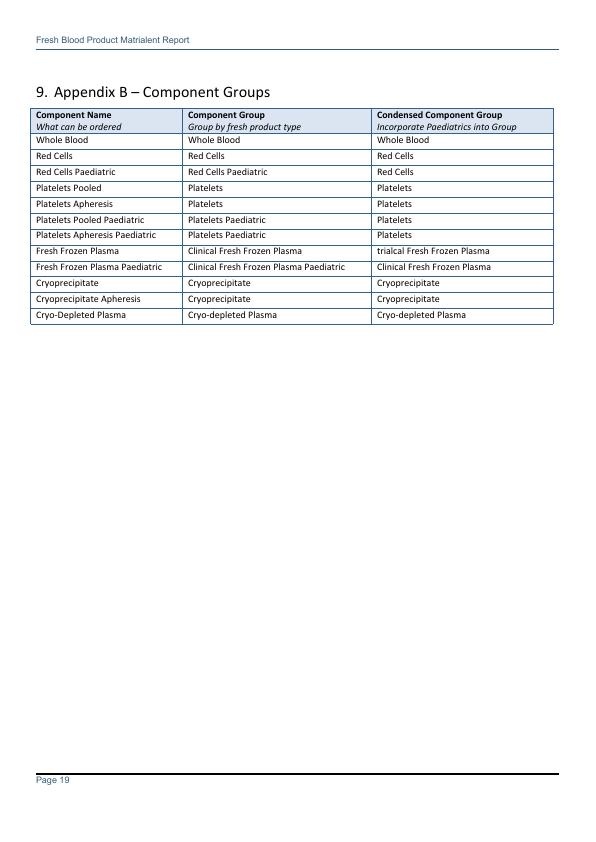 Fresh Blood Product Matrialent Report
9. Appendix B – Component Groups
Component Name Component Group Condensed Component Group
What can be ordered Group by fresh product type Incorporate Paediatrics into Group
Whole Blood Whole Blood Whole Blood
Red Cells Red Cells Red Cells
Red Cells Paediatric Red Cells Paediatric Red Cells
Platelets Pooled Platelets Platelets
Platelets Apheresis Platelets Platelets
Platelets Pooled Paediatric Platelets Paediatric Platelets
Platelets Apheresis Paediatric Platelets Paediatric Platelets
Fresh Frozen Plasma Clinical Fresh Frozen Plasma trialcal Fresh Frozen Plasma
Fresh Frozen Plasma Paediatric Clinical Fresh Frozen Plasma Paediatric Clinical Fresh Frozen Plasma
Cryoprecipitate Cryoprecipitate Cryoprecipitate
Cryoprecipitate Apheresis Cryoprecipitate Cryoprecipitate
Cryo-Depleted Plasma Cryo-depleted Plasma Cryo-depleted Plasma
Page 19